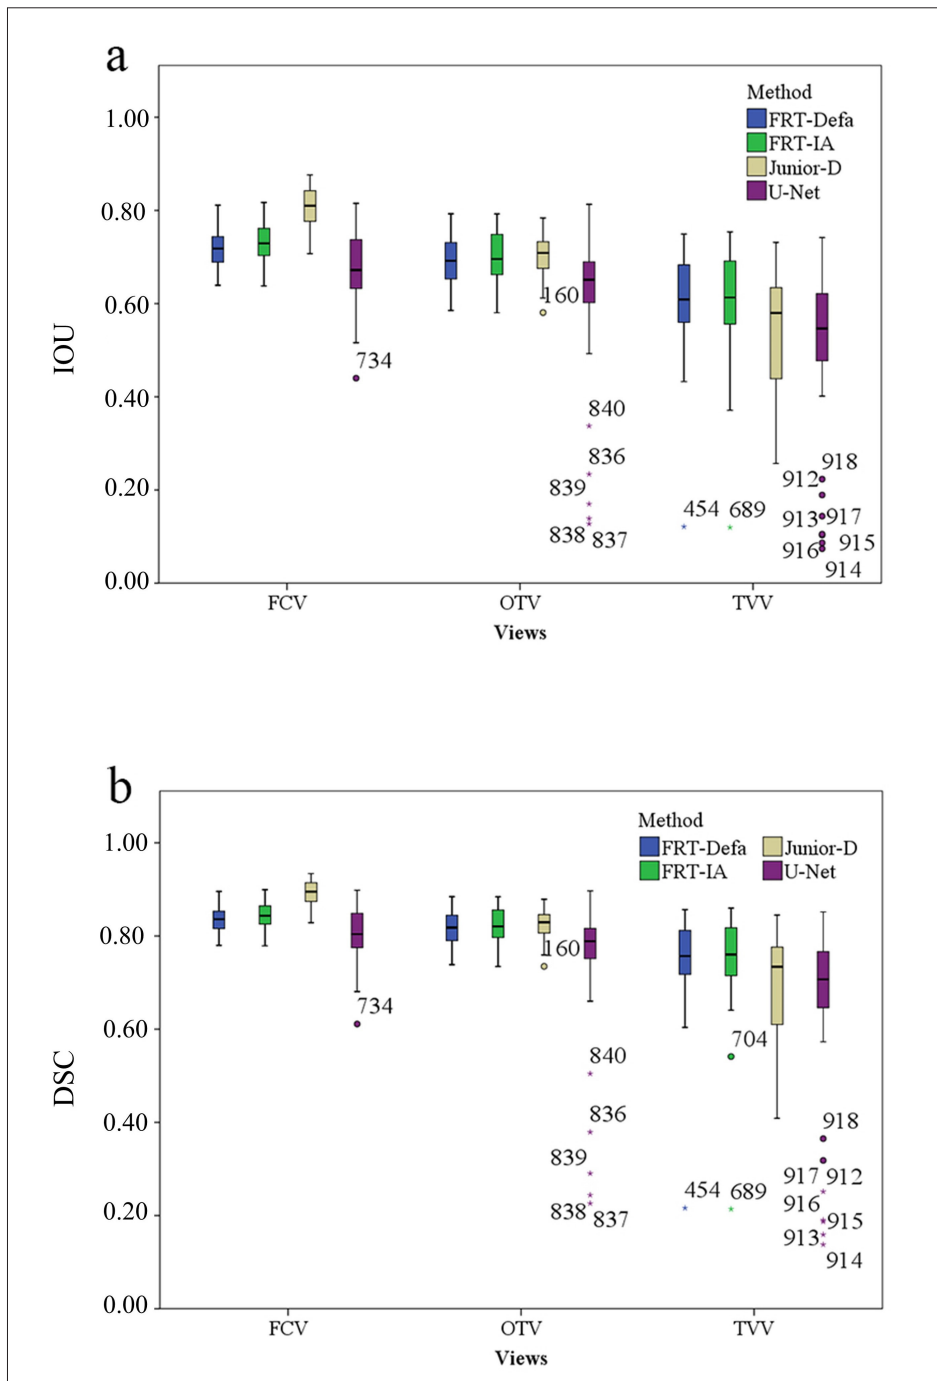 a
Method
FRT-Defa
FRT-IA
Junior-D
U-Net
1.00
0.80
0.60
0.40
0.20
0.00
IOU
734
160
840
836
839
838
837
454
689
918
912
913
917
916
915
914
FCV
OTV
TVV
Views
b
Method
FRT-Defa
Junior-D
FRT-IA
U-Net
1.00
0.80
0.60
0.40
0.20
0.00
DSC
734
160
840
836
839
838
837
704
454
689
918
917
912
916
915
913
914
FCV
OTV
TVV
Views